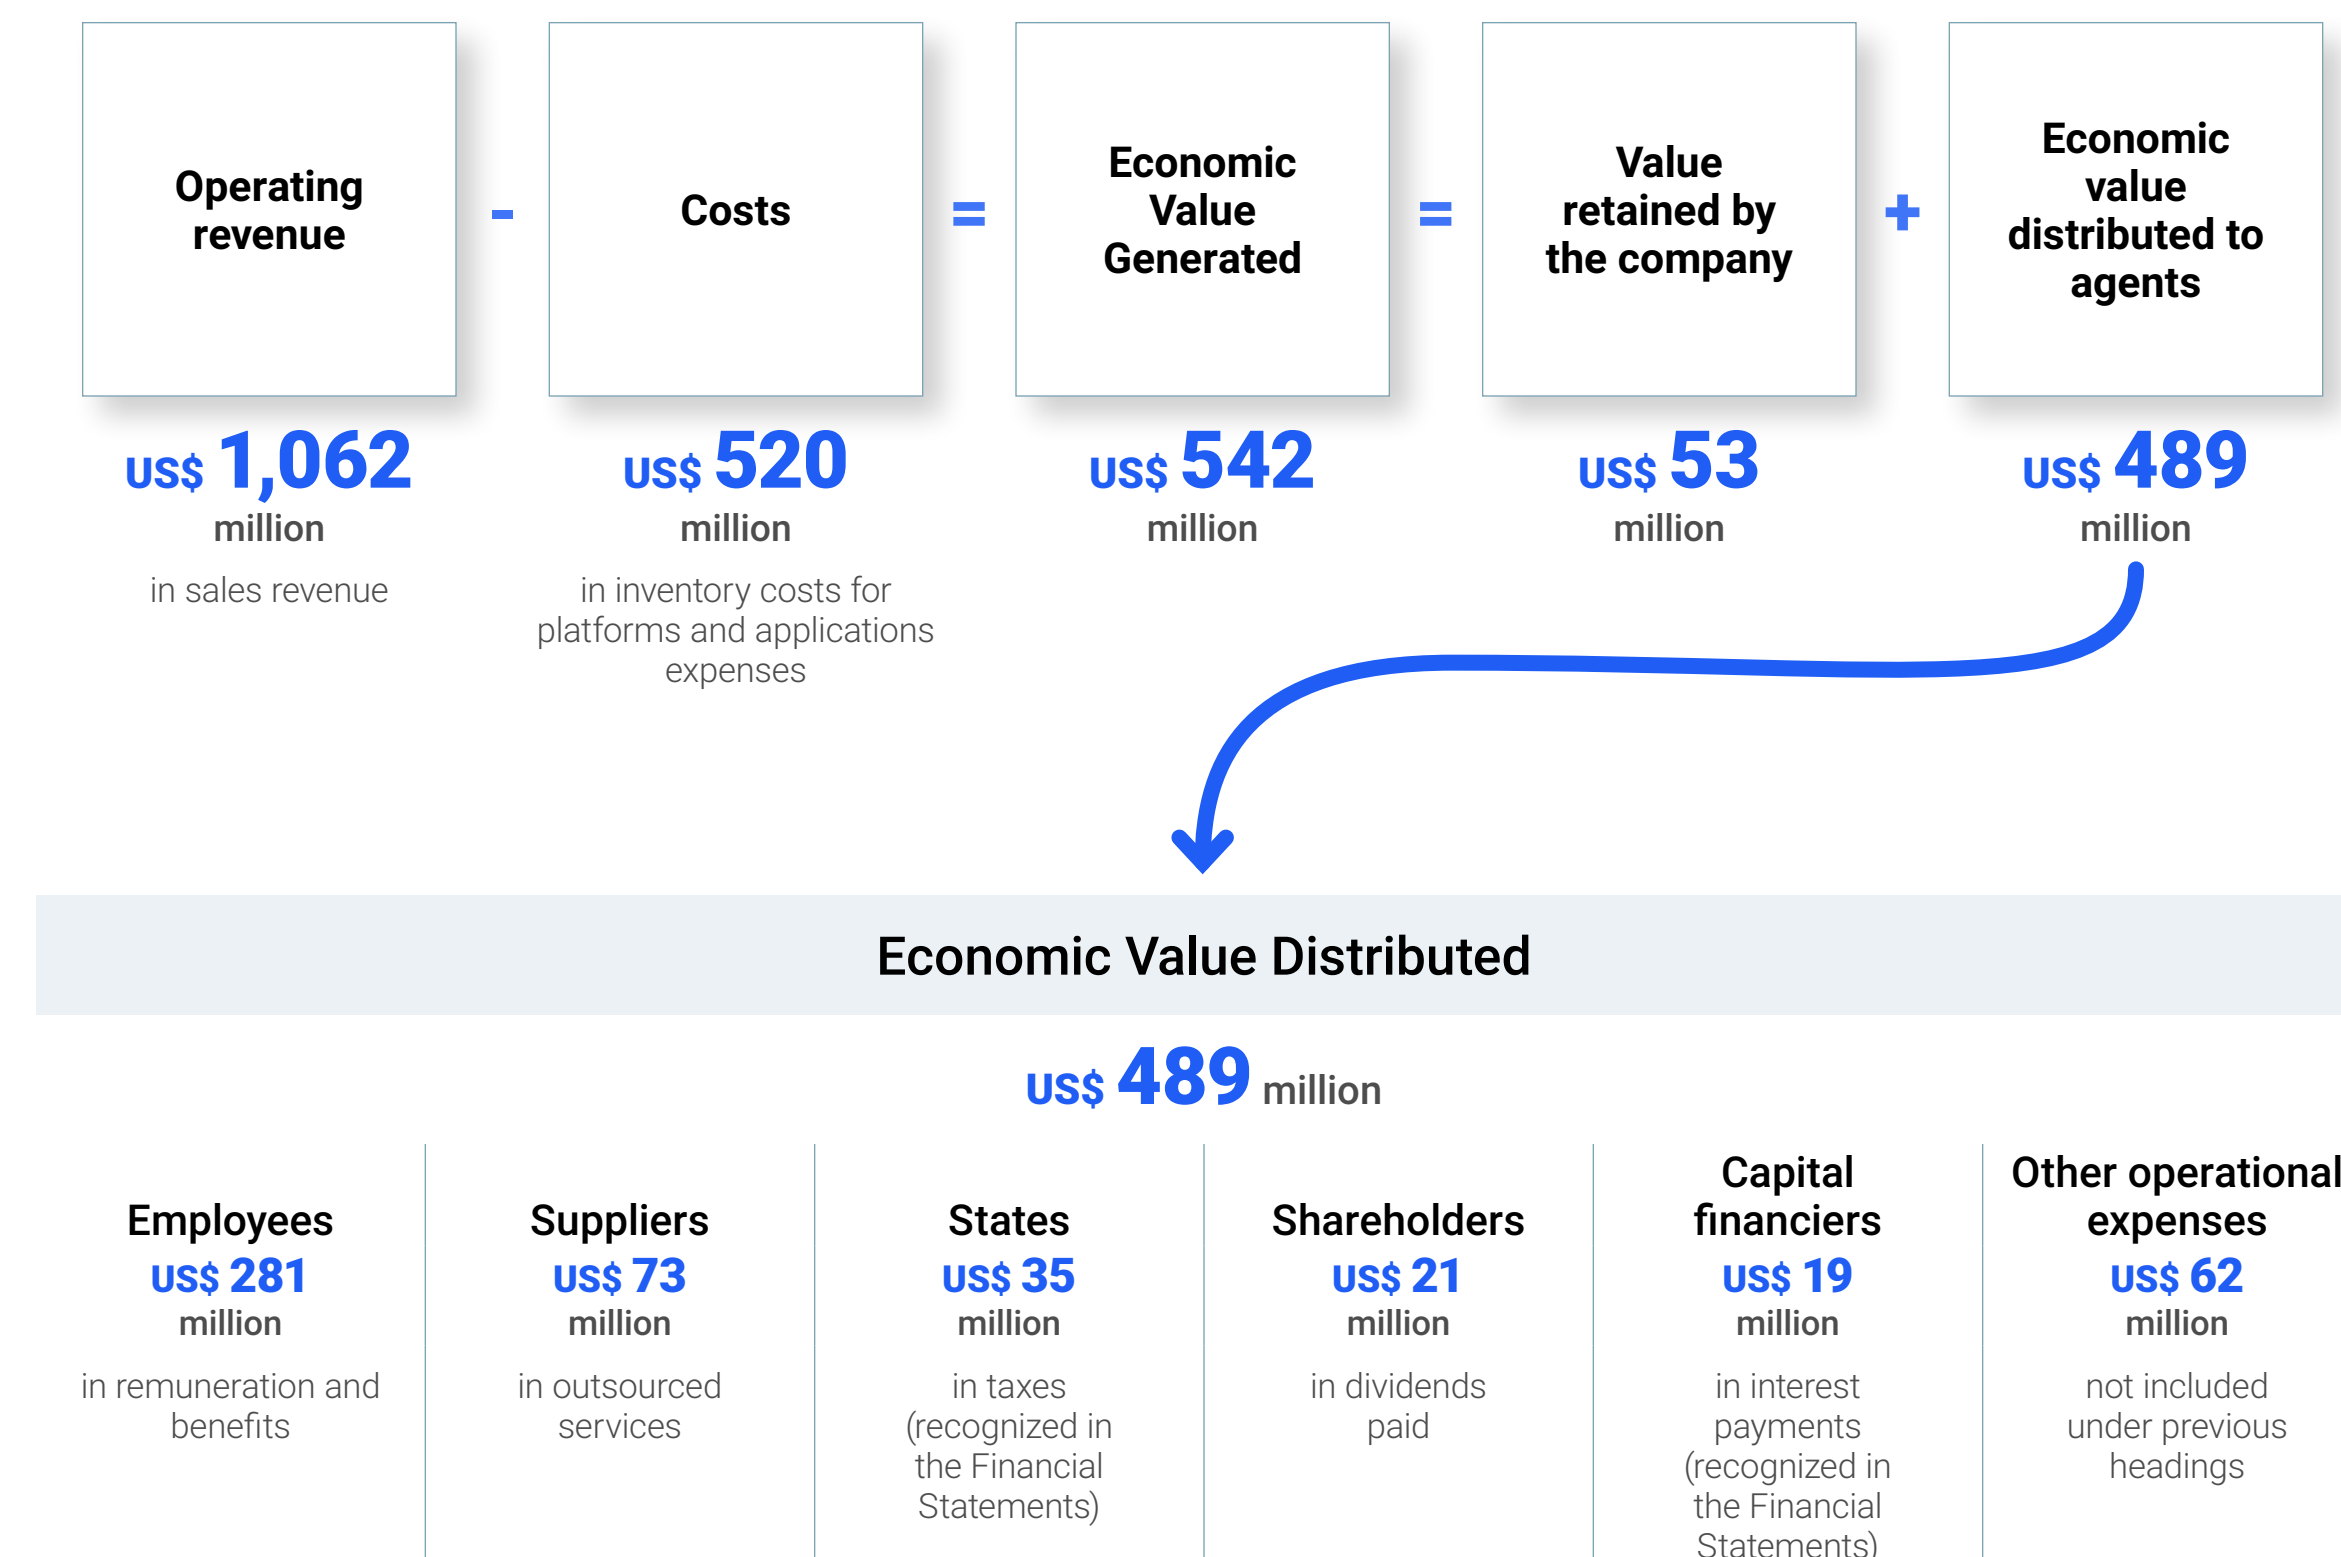 Operating
revenue
-
Costs
=
Economic
Value
Generated
=
Value
retained by
the company
+
Economic
value
distributed to
agents
US$ 1,062
million
in sales revenue
US$ 520
million
in inventory costs for
platforms and applications
expenses
US$ 542
million
US$ 53
million
US$ 489
million
Economic Value Distributed
US$ 489 million
Employees
US$ 281
million
in remuneration and
benefits
Suppliers
US$ 73
million
in outsourced
services
States
US$ 35
million
in taxes
(recognized in
the Financial
Statements)
Shareholders
US$ 21
million
in dividends
paid
Capital
financiers
US$ 19
million
in interest
payments
(recognized in
the Financial
Statements)
Other operational
expenses
US$ 62
million
not included
under previous
headings